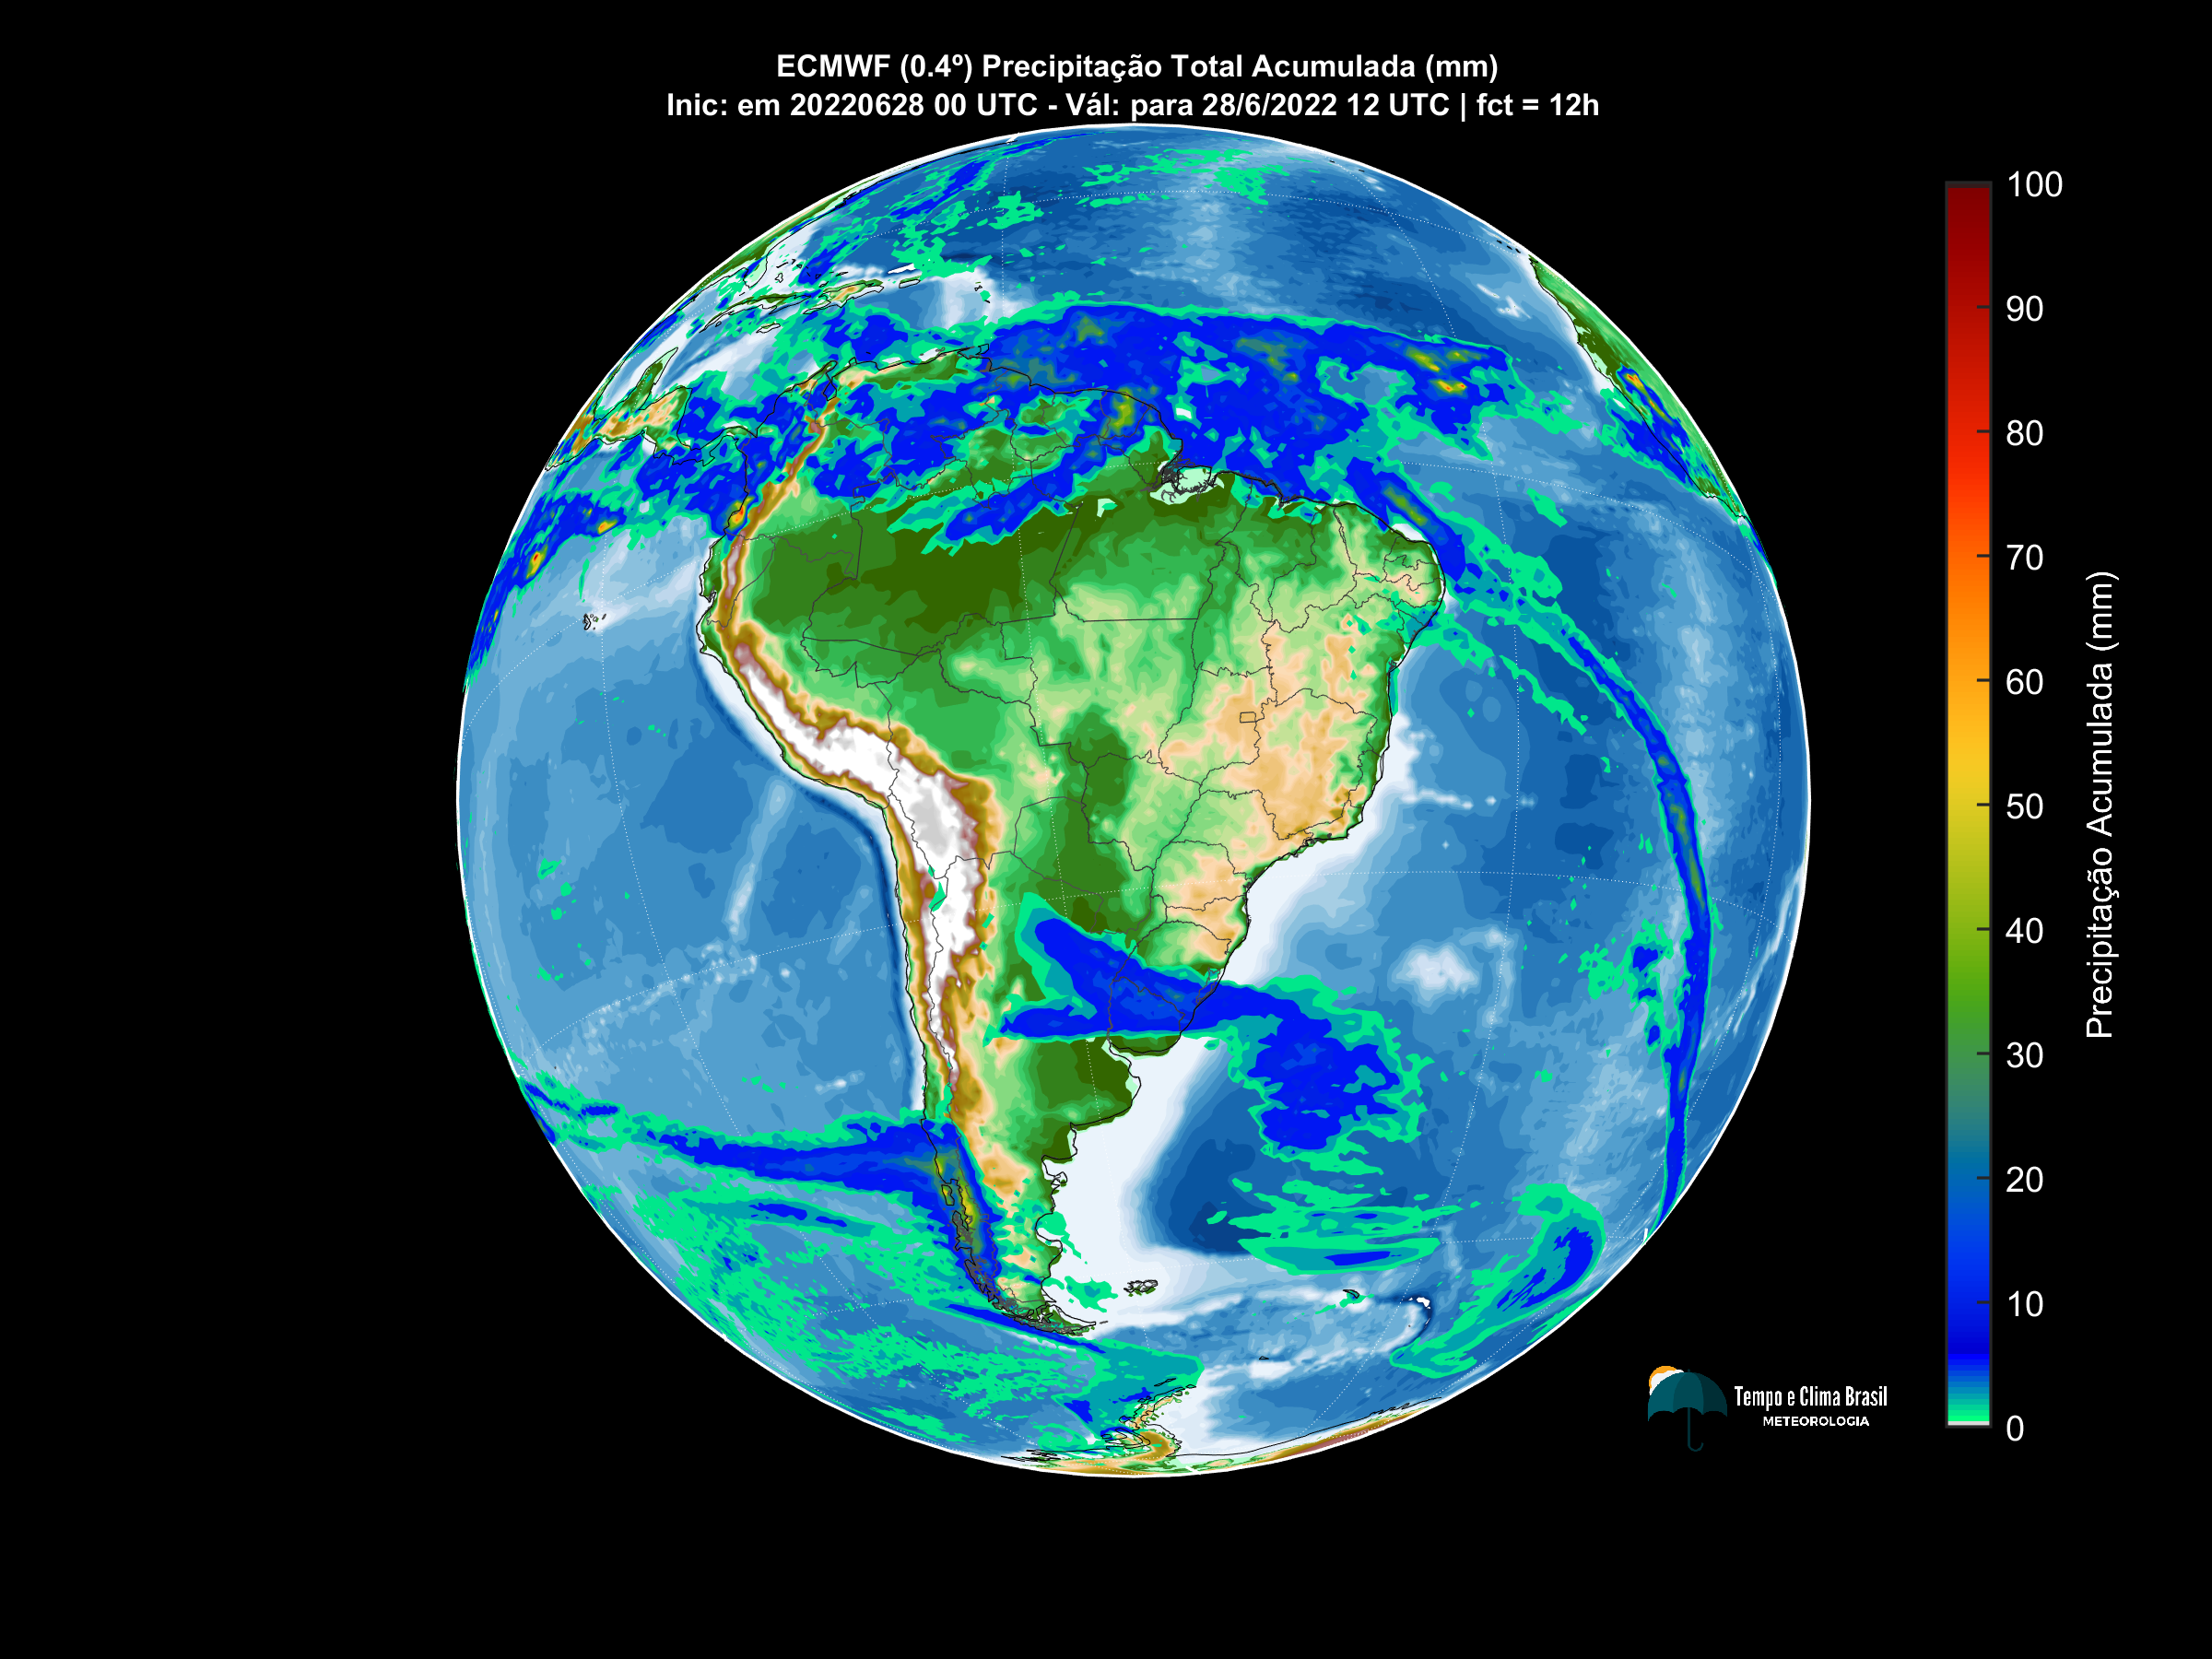 ECMWF (0.4º) Precipitação Total Acumulada (mm)
Inic: em 20220628 00 UTC - Vál: para 28/6/2022 12 UTC | fct = 12h
100
90
80
70
60
50
40
30
20
10
0
Precipitação Acumulada (mm)
Tempo e Clima Brasil
METEOROLOGIA